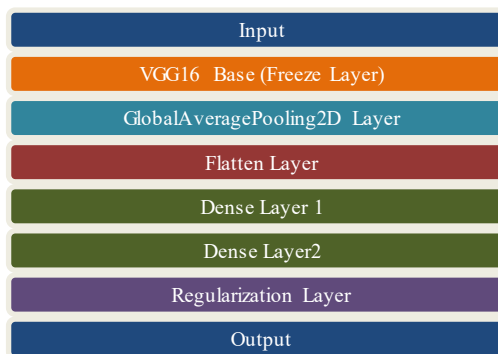 Input
VGG16 Base (Freeze Layer)
GlobalAveragePooling2D Layer
Flatten Layer
Dense Layer 1
Dense Layer2
Regularization Layer
Output